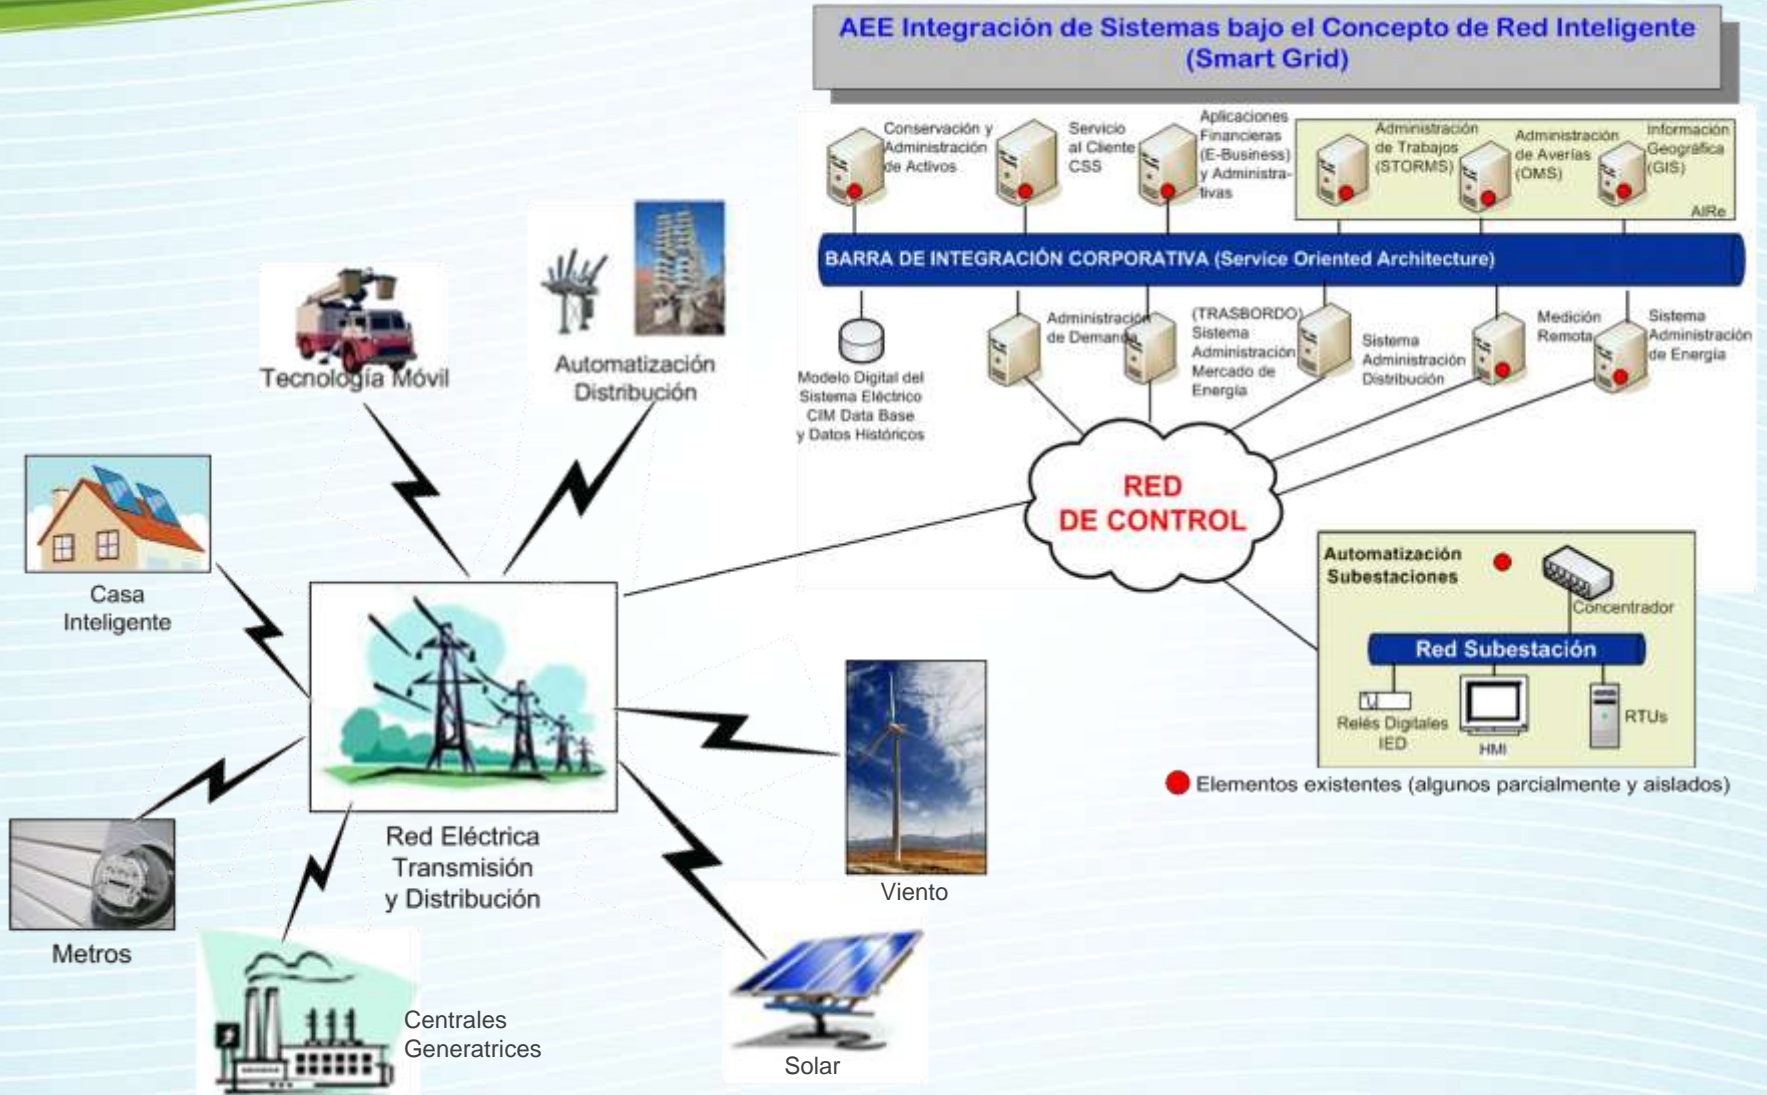 AEE Integración de Sistemas bajo el Concepto de Red Inteligente
(Smart Grid)
Conservación y
Administración
de Activos
Servicio
al Cliente
CSS
Aplicaciones
Financieras
(E-Business)
y Administra-
tivas
Administración
de Trabajos
(STORMS)
Administración
de Averías
(OMS)
Información
Geográfica
(GIS)
AIRe
BARRA DE INTEGRACIÓN CORPORATIVA (Service Oriented Architecture)
Modelo Digital del
Sistema Eléctrico
CIM Data Base
y Datos Históricos
Administración
de Demanda
(TRASBORDO)
Sistema
Administración
Mercado de
Energía
Sistema
Administración
Distribución
Medición
Remota
Sistema
Administración
de Energía
RED
DE CONTROL
Automatización
Subestaciones
Concentrador
Red Subestación
Relés Digitales
IED
HMI
RTUs
Elementos existentes (algunos parcialmente y aislados)
Tecnología Móvil
Automatización
Distribución
Casa
Inteligente
Metros
Red Eléctrica
Transmisión
y Distribución
Viento
Centrales
Generatrices
Solar